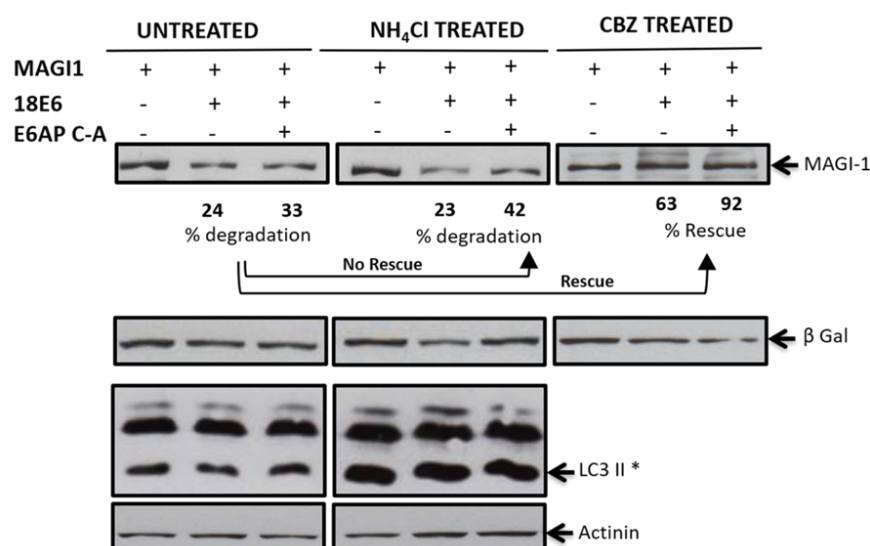 UNTREATED NH₄Cl TREATED CBZ TREATED
MAGI1 + + + + + + + + +
18E6 - + + - + + - + +
E6AP C-A - - + - - + - - +
MAGI-1
24 33 23 42 63 92
% degradation % degradation % Rescue
No Rescue
Rescue
β Gal
LC3 II *
Actinin